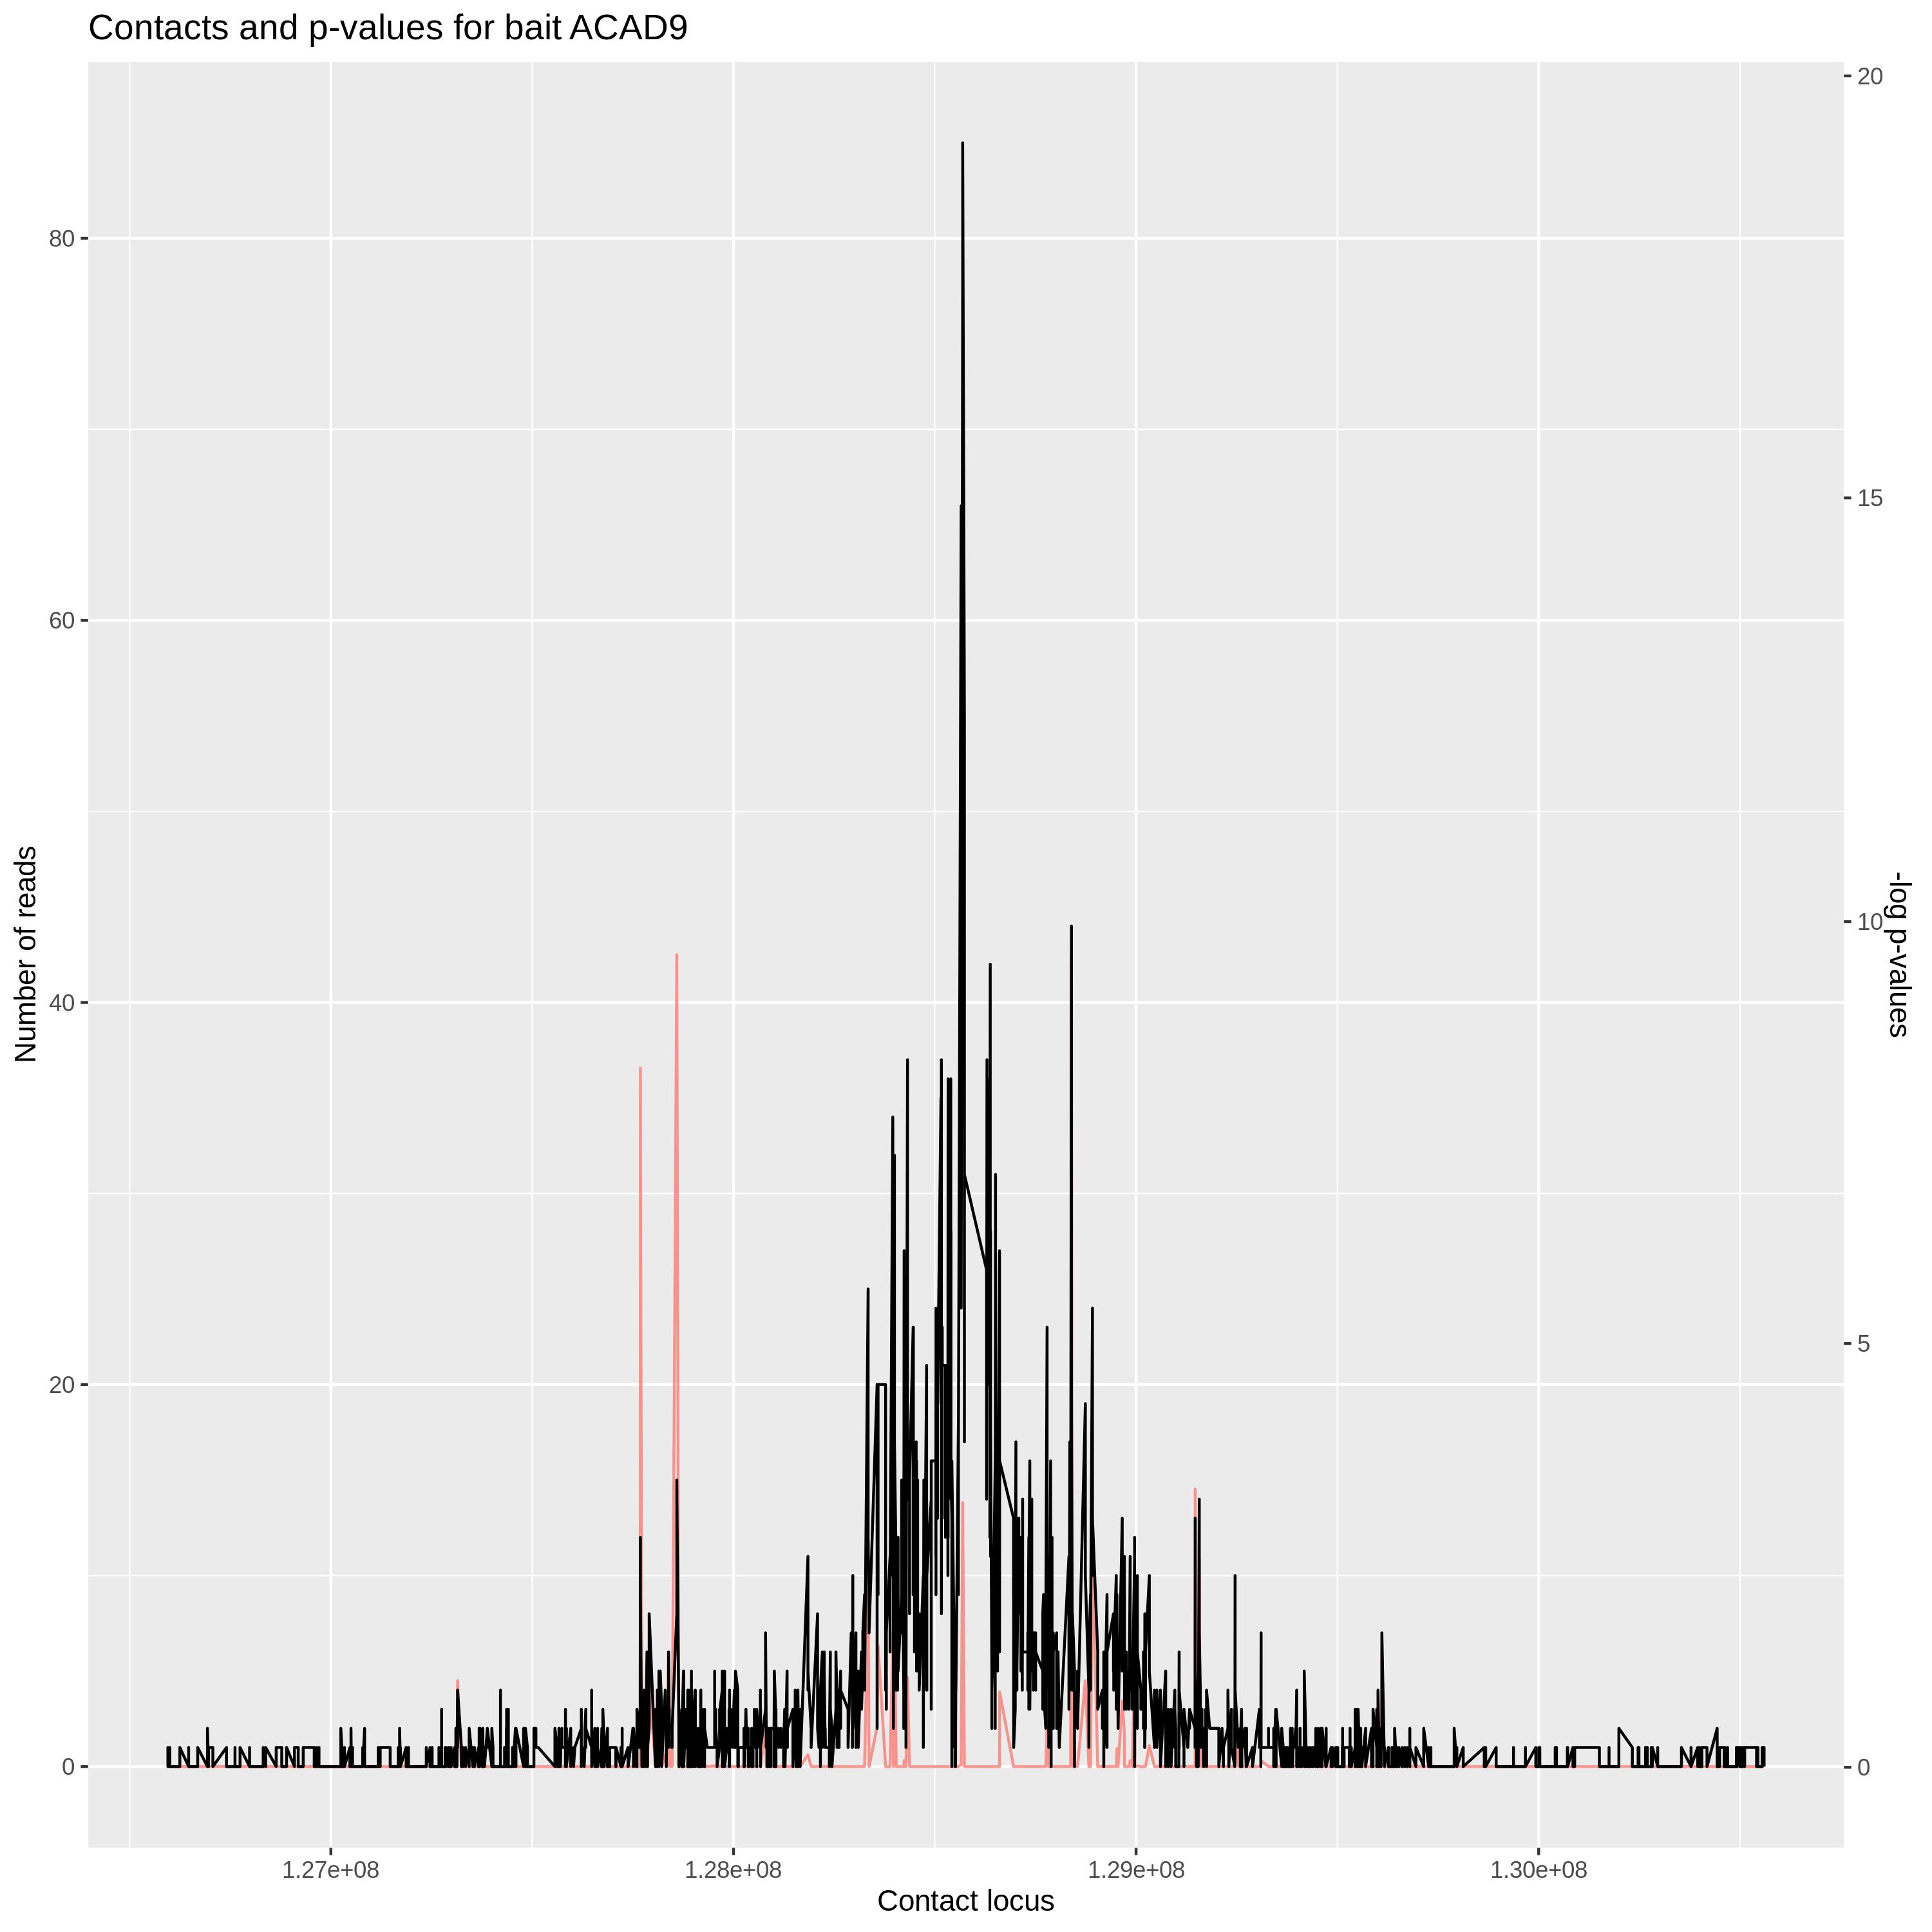 Contacts and p-values for bait ACAD9
Number of reads
80
60
40
20
0
20
15
10
5
0
-log p-values
1.27e+08 1.28e+08 1.29e+08 1.30e+08
Contact locus